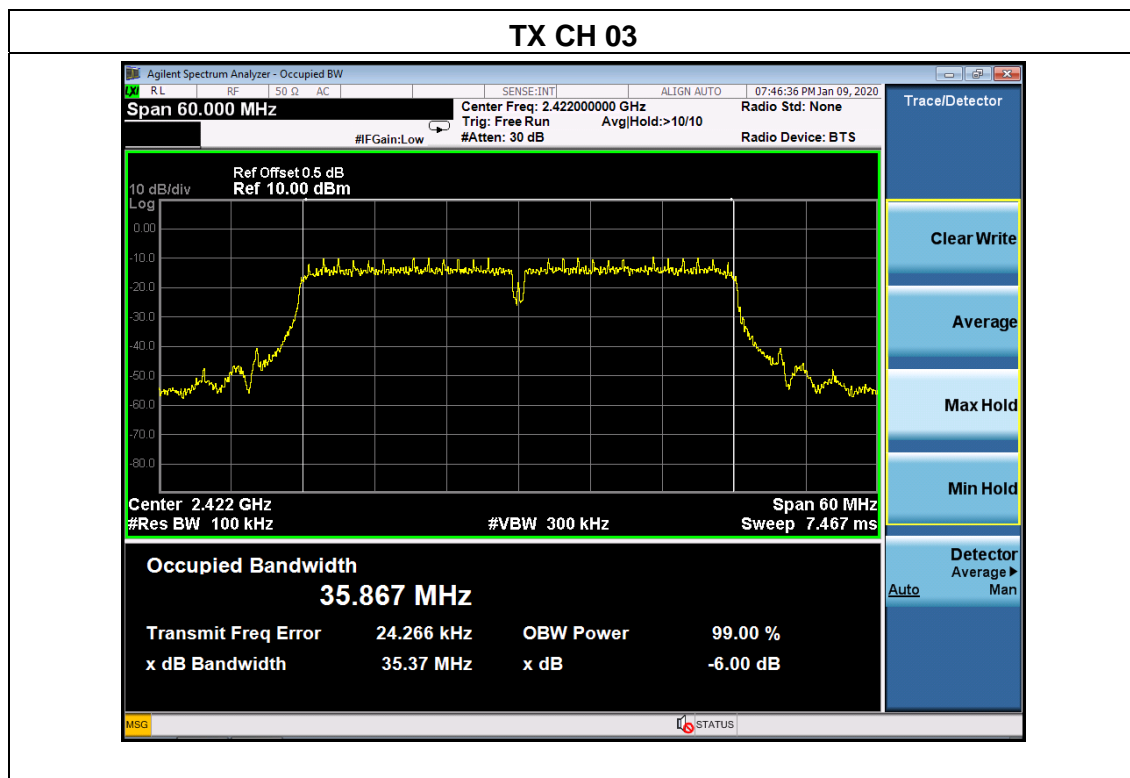 TX CH 03
Agilent Spectrum Analyzer - Occupied BW
LXI RL RF 50 Ω AC SENSE:INT ALIGN AUTO 07:46:36 PM Jan 09, 2020
Span 60.000 MHz
Center Freq: 2.422000000 GHz
Radio Std: None
Trig: Free Run Avg|Hold:>10/10
#IFGain:Low
#Atten: 30 dB
Radio Device: BTS
Ref Offset 0.5 dB
10 dB/div Ref 10.00 dBm
Log
0.00
-10.0
-20.0
-30.0
-40.0
-50.0
-60.0
-70.0
-80.0
Center 2.422 GHz
Span 60 MHz
#Res BW 100 kHz
#VBW 300 kHz
Sweep 7.467 ms
Occupied Bandwidth
35.867 MHz
Transmit Freq Error 24.266 kHz OBW Power 99.00 %
x dB Bandwidth 35.37 MHz x dB -6.00 dB
MSG
STATUS
Trace/Detector
Clear Write
Average
Max Hold
Min Hold
Detector
Average▶
Auto Man